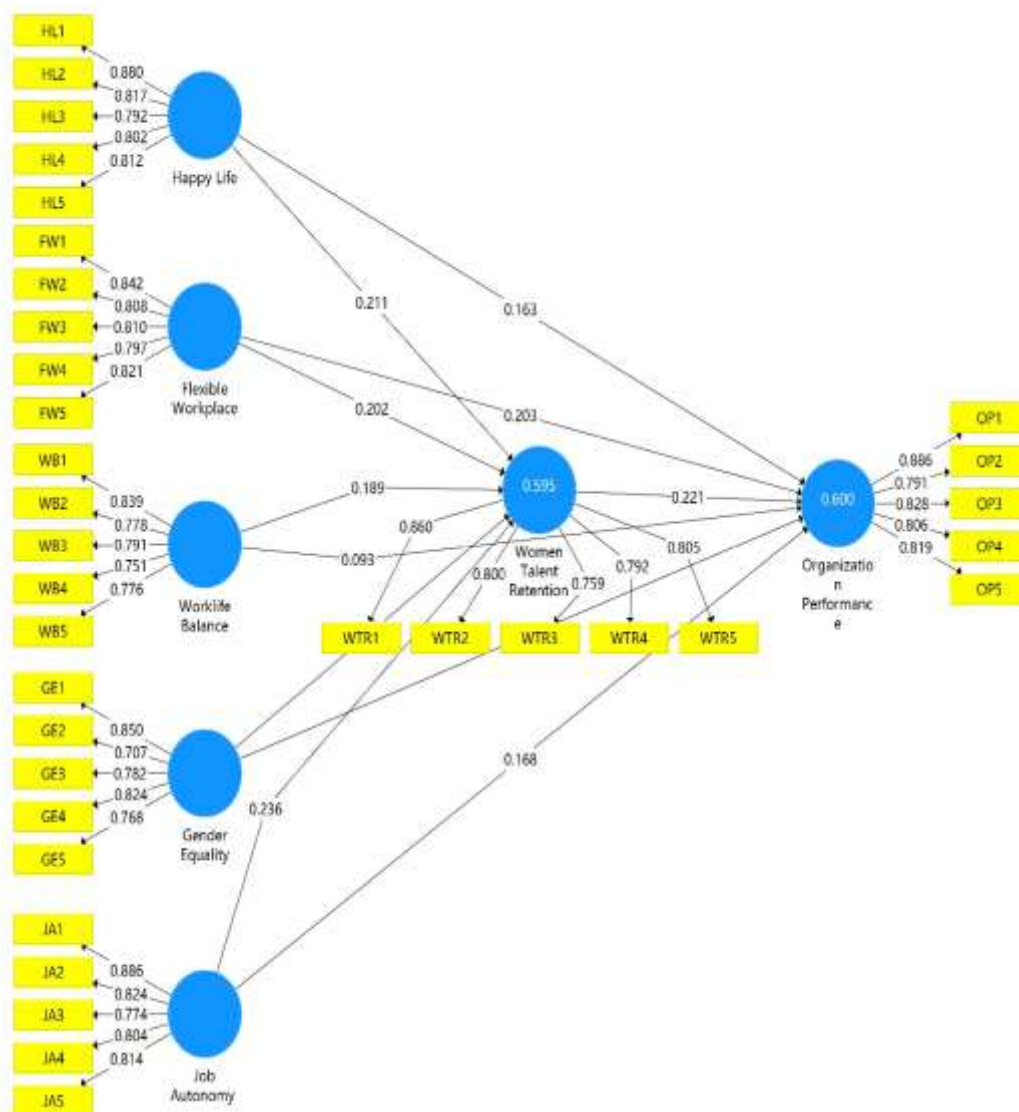 HL1
0.880
HL2
0.817
HL3
0.792
0.802
HL4
0.812
HL5
Happy Life
FW1
0.842
FW2
0.808
FW3
0.810
0.797
FW4
0.821
FW5
Flexible
Workplace
WB1
0.839
WB2
0.778
WB3
0.791
0.751
WB4
0.776
WB5
Worklife
Balance
GE1
0.850
GE2
0.707
GE3
0.782
0.824
GE4
0.768
GE5
Gender
Equality
JA1
0.886
JA2
0.824
JA3
0.774
0.804
JA4
0.814
JA5
Job
Autonomy
0.211
0.163
0.202
0.203
0.189
0.093
0.221
0.236
0.168
0.595
Women
Talent
Retention
0.860
0.800
0.759
0.792
0.805
WTR1
WTR2
WTR3
WTR4
WTR5
0.600
Organizatio
n
Performanc
e
OP1
0.886
OP2
0.791
OP3
0.828
0.806
OP4
0.819
OP5